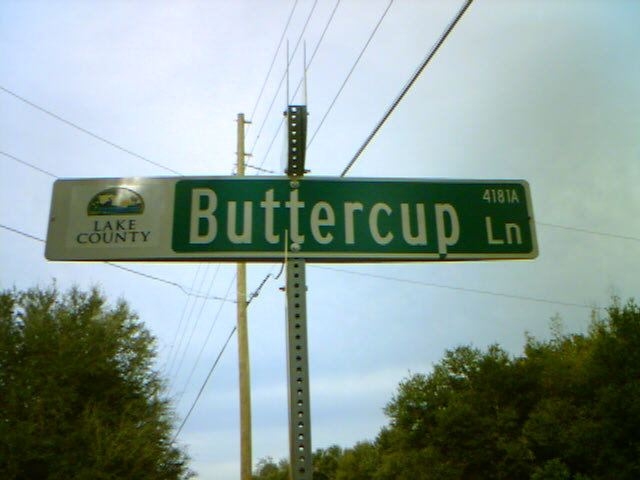 LAKE
COUNTY
Buttercup Ln
4181A